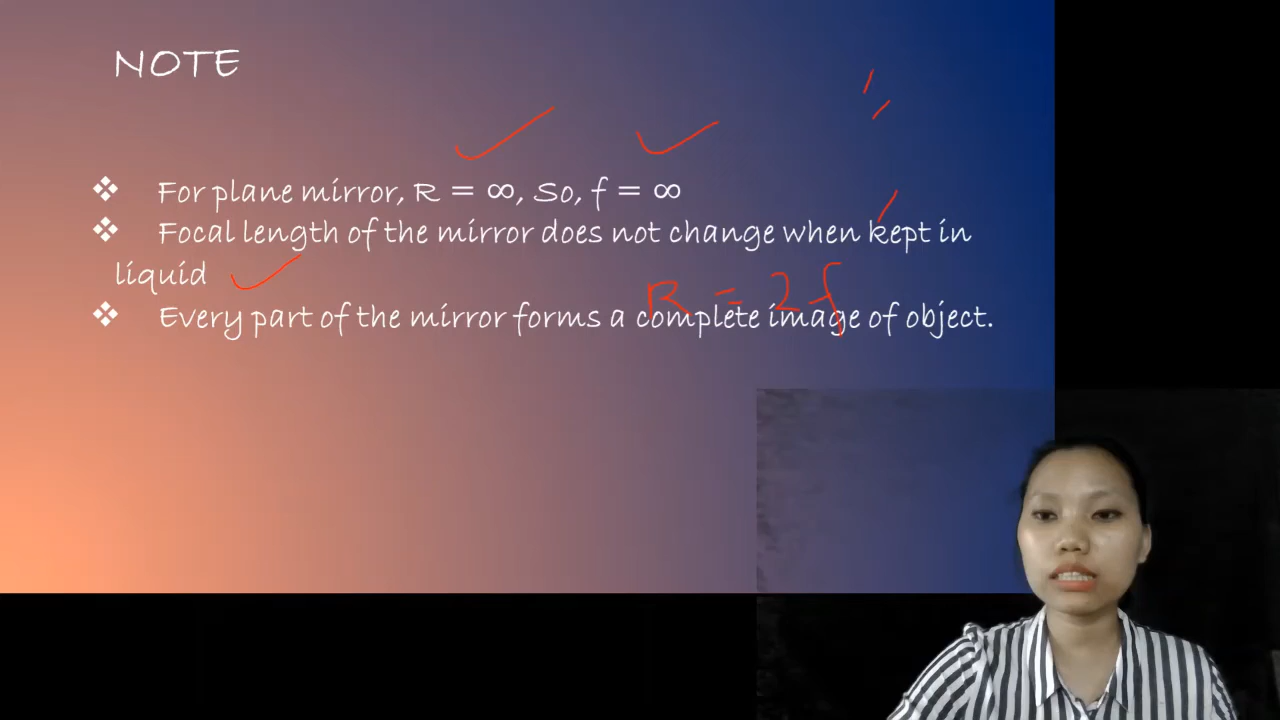 NOTE
❖ For plane mirror, R = ∞, So, f = ∞
❖ Focal length of the mirror does not change when kept in
liquid
R = 2f
❖ Every part of the mirror forms a complete image of object.